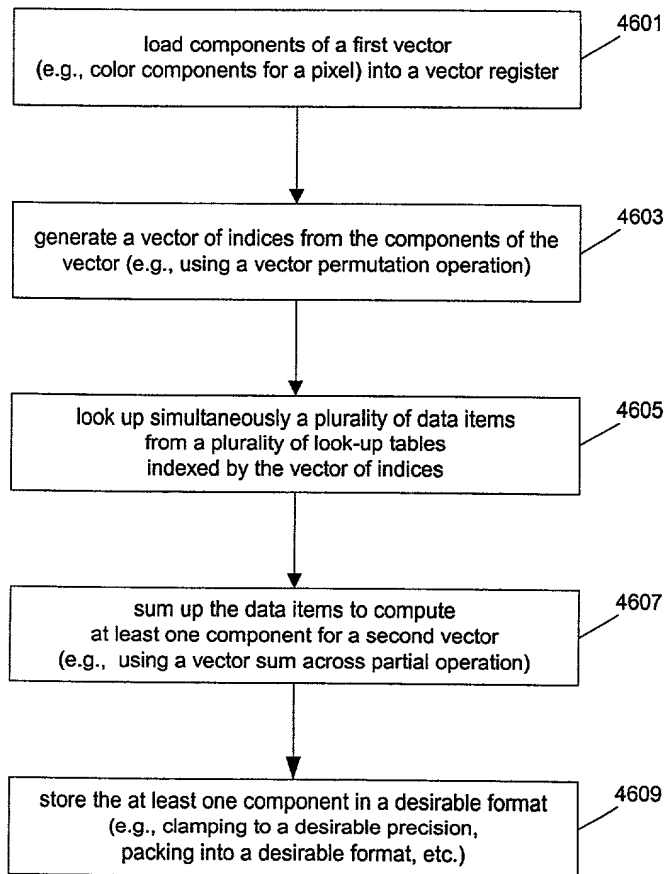 4601
load components of a first vector
(e.g., color components for a pixel) into a vector register
4603
generate a vector of indices from the components of the
vector (e.g., using a vector permutation operation)
4605
look up simultaneously a plurality of data items
from a plurality of look-up tables
indexed by the vector of indices
4607
sum up the data items to compute
at least one component for a second vector
(e.g., using a vector sum across partial operation)
4609
store the at least one component in a desirable format
(e.g., clamping to a desirable precision,
packing into a desirable format, etc.)